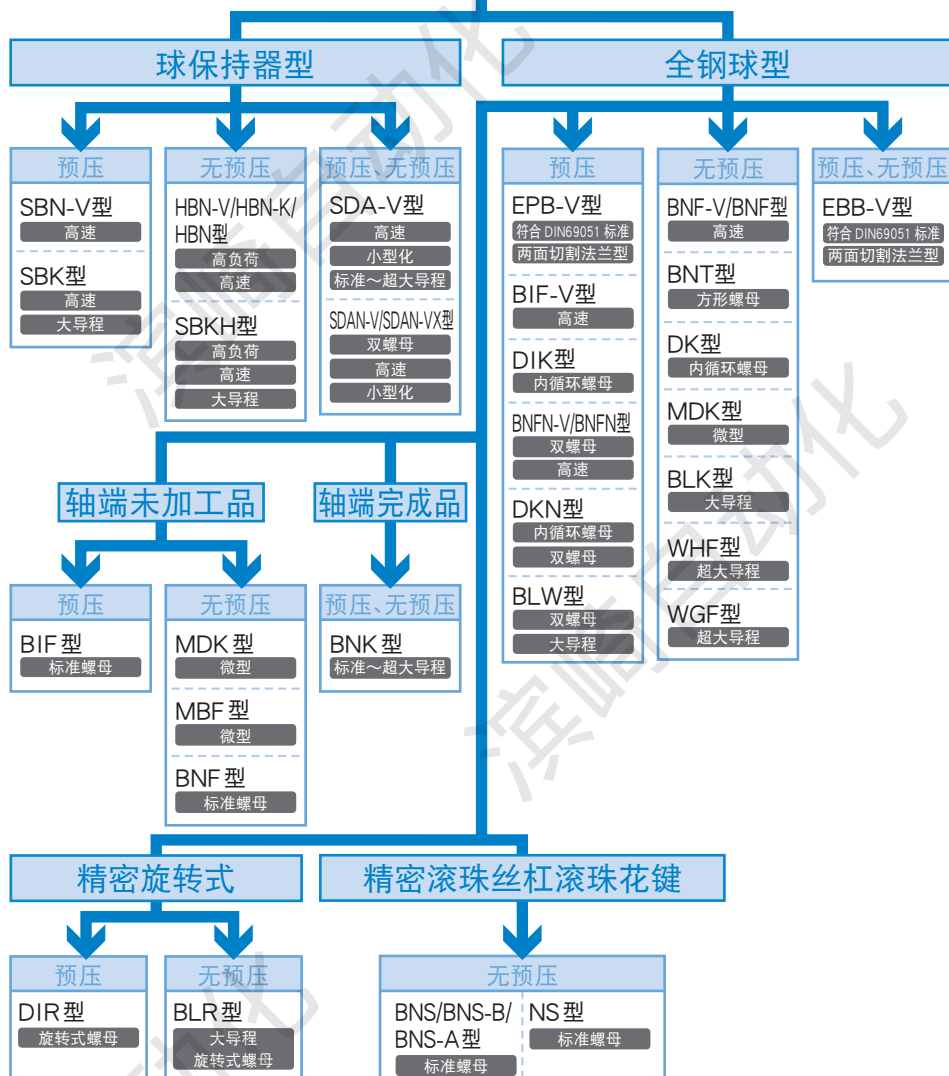 球保持器型
全钢球型
预压
SBN-V型
高速
SBK型
高速
大导程
无预压
HBN-V/HBN-K/
HBN型
高负荷
高速
SBKH型
高负荷
高速
大导程
预压、无预压
SDA-V型
高速
小型化
标准～超大导程
SDAN-V/SDAN-VX型
双螺母
高速
小型化
预压
EPB-V型
符合 DIN69051 标准
两面切割法兰型
BIF-V型
高速
DIK型
内循环螺母
BNFN-V/BNFN型
双螺母
高速
DKN型
内循环螺母
双螺母
BLW型
双螺母
大导程
无预压
BNF-V/BNF型
高速
BNT型
方形螺母
DK型
内循环螺母
MDK型
微型
BLK型
大导程
WHF型
超大导程
WGF型
超大导程
预压、无预压
EBB-V型
符合 DIN69051 标准
两面切割法兰型
轴端未加工品
轴端完成品
预压
BIF型
标准螺母
无预压
MDK型
微型
MBF型
微型
BNF型
标准螺母
预压、无预压
BNK型
标准～超大导程
精密旋转式
精密滚珠丝杠滚珠花键
预压
DIR型
旋转式螺母
无预压
BLR型
大导程
旋转式螺母
无预压
BNS/BNS-B/
BNS-A型
标准螺母
NS型
标准螺母
滨崎自动化
滨崎自动化
动化